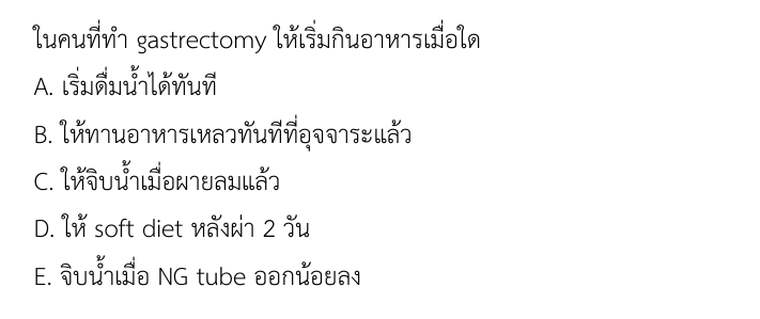 ในคนที่ทำ gastrectomy ให้เริ่มกินอาหารเมื่อใด
A. เริ่มดื่มน้ำได้ทันที
B. ให้ทานอาหารเหลวทันทีที่อุจจาระแล้ว
C. ให้จิบน้ำเมื่อผายลมแล้ว
D. ให้ soft diet หลังผ่า 2 วัน
E. จิบน้ำเมื่อ NG tube ออกน้อยลง